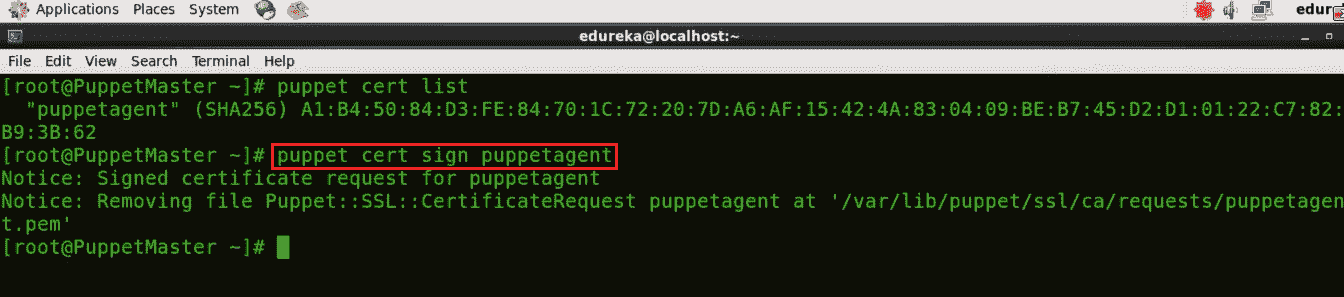 Applications Places System
edur
edureka@localhost:~
File Edit View Search Terminal Help
[root@PuppetMaster ~]# puppet cert list
"puppetagent" (SHA256) A1:B4:50:84:D3:FE:84:70:1C:72:20:7D:A6:AF:15:42:4A:83:04:09:BE:B7:45:D2:D1:01:22:C7:82:
B9:3B:62
[root@PuppetMaster ~]# puppet cert sign puppetagent
Notice: Signed certificate request for puppetagent
Notice: Removing file Puppet::SSL::CertificateRequest puppetagent at '/var/lib/puppet/ssl/ca/requests/puppetagen
t.pem'
[root@PuppetMaster ~]#